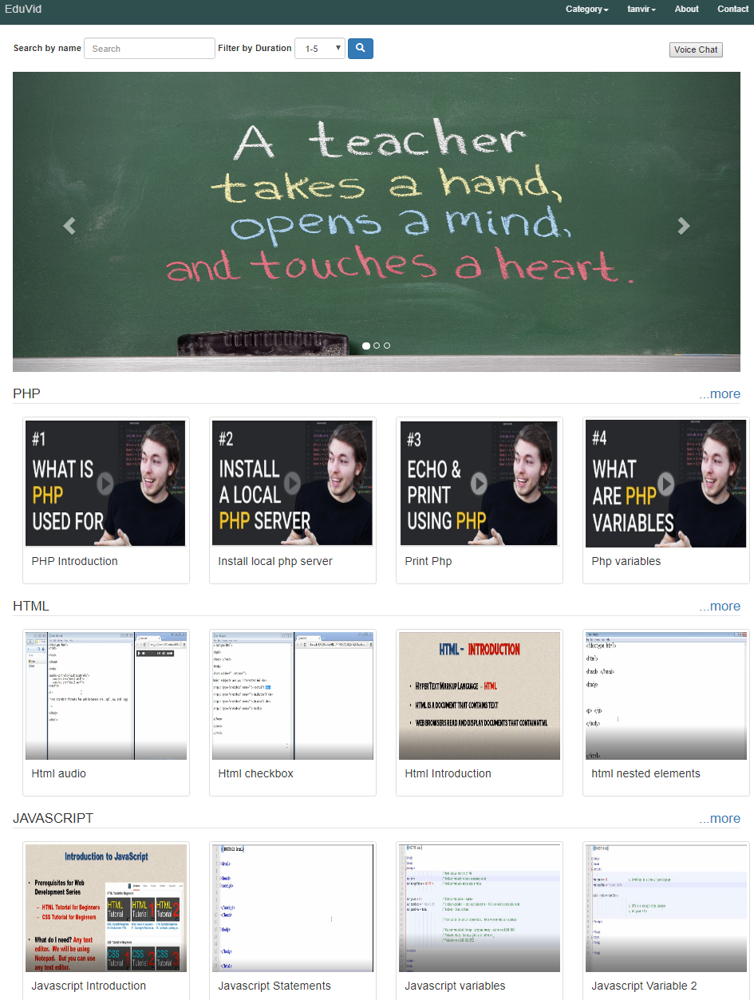 EduVid
Category
tanvir
About
Contact
Search by name
Search
Filter by Duration
1-5
Voice Chat
A teacher
takes a hand,
opens a mind,
and touches a heart.
PHP
...more
#1
WHAT IS
PHP
USED FOR
PHP Introduction
#2
INSTALL
A LOCAL
PHP SERVER
Install local php server
#3
ECHO &
PRINT
USING PHP
Print Php
#4
WHAT
ARE PHP
VARIABLES
Php variables
HTML
...more
Html audio
Html checkbox
HTML - INTRODUCTION
• HYPERTEXT MARKUP LANGUAGE - HTML
• HTML IS A DOCUMENT THAT CONTAINS TEXT
• WEB BROWSERS READ AND DISPLAY DOCUMENTS THAT CONTAIN HTML
Html Introduction
<!doctype html>
<html>
<head> </head>
<body>
<p> </p>
</body>
</html>
html nested elements
JAVASCRIPT
...more
Introduction to JavaScript
• Prerequisites for Web
Development Series
– HTML Tutorial for Beginners
– CSS Tutorial for Beginners
• What do I need? Any text
editor. We will be using
Notepad. But you can use
any text editor.
HTML
Tutorial
HTML
Tutorial 1
HTML
Tutorial 2
CSS
Tutorial 1
CSS
Tutorial 2
CSS
Tutorial 3
Javascript Introduction
<!DOCTYPE html>
<html>
<head>
<script>
</script>
</head>
<body>
</body>
</html>
Javascript Statements
Javascript variables
Javascript Variable 2